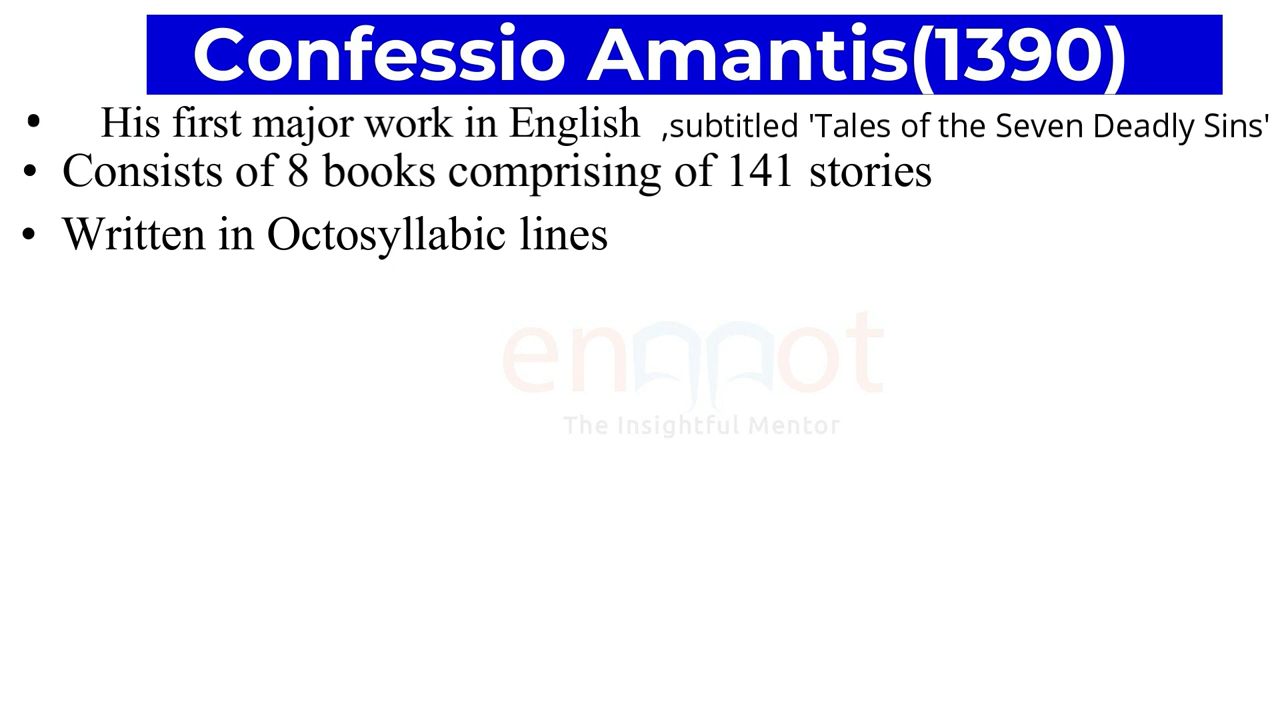 Confessio Amantis(1390)
• His first major work in English ,subtitled 'Tales of the Seven Deadly Sins'
• Consists of 8 books comprising of 141 stories
• Written in Octosyllabic lines
The Insightful Mentor